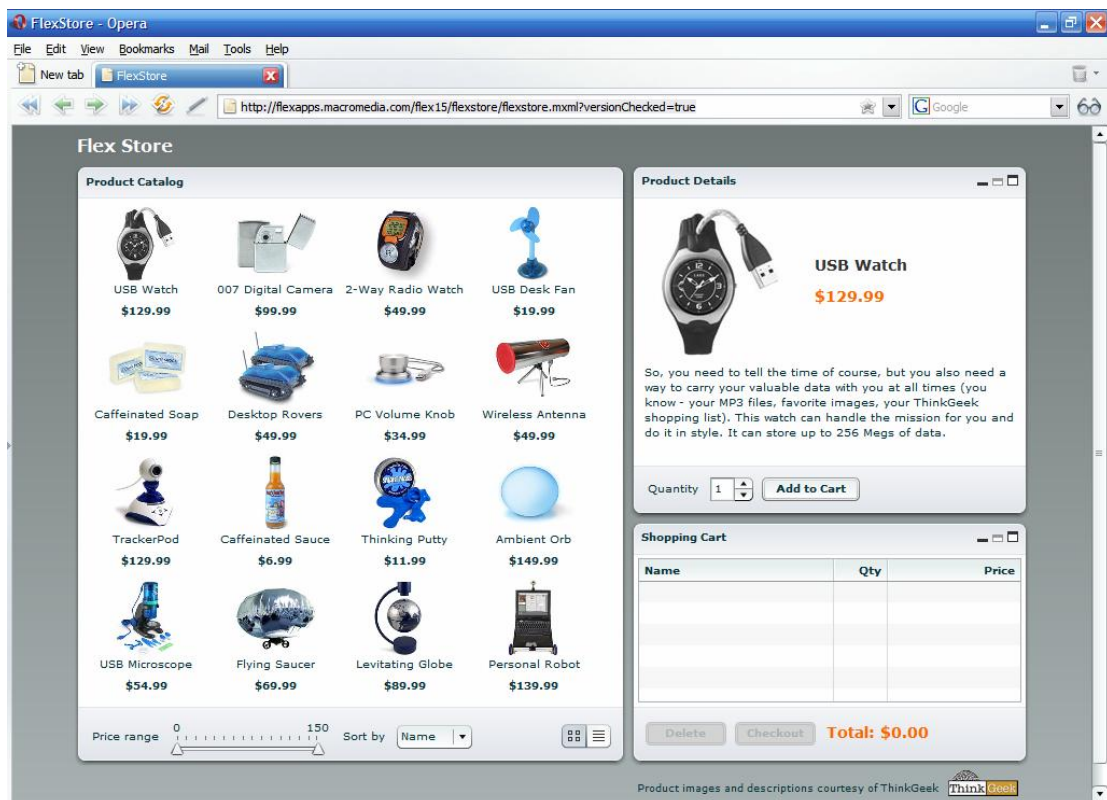 FlexStore - Opera
File Edit View Bookmarks Mail Tools Help
New tab FlexStore
http://flexapps.macromedia.com/flex15/flexstore/flexstore.mxml?versionChecked=true
G Google
Flex Store
Product Catalog
USB Watch 007 Digital Camera 2-Way Radio Watch USB Desk Fan
$129.99 $99.99 $49.99 $19.99
Caffeinated Soap Desktop Rovers PC Volume Knob Wireless Antenna
$19.99 $49.99 $34.99 $49.99
TrackerPod Caffeinated Sauce Thinking Putty Ambient Orb
$129.99 $6.99 $11.99 $149.99
USB Microscope Flying Saucer Levitating Globe Personal Robot
$54.99 $69.99 $89.99 $139.99
Price range 0 150 Sort by Name
Product Details
USB Watch
$129.99
So, you need to tell the time of course, but you also need a
way to carry your valuable data with you at all times (you
know - your MP3 files, favorite images, your ThinkGeek
shopping list). This watch can handle the mission for you and
do it in style. It can store up to 256 Megs of data.
Quantity 1 Add to Cart
Shopping Cart
Name Qty Price
Delete Checkout Total: $0.00
Product images and descriptions courtesy of ThinkGeek ThinkGeek